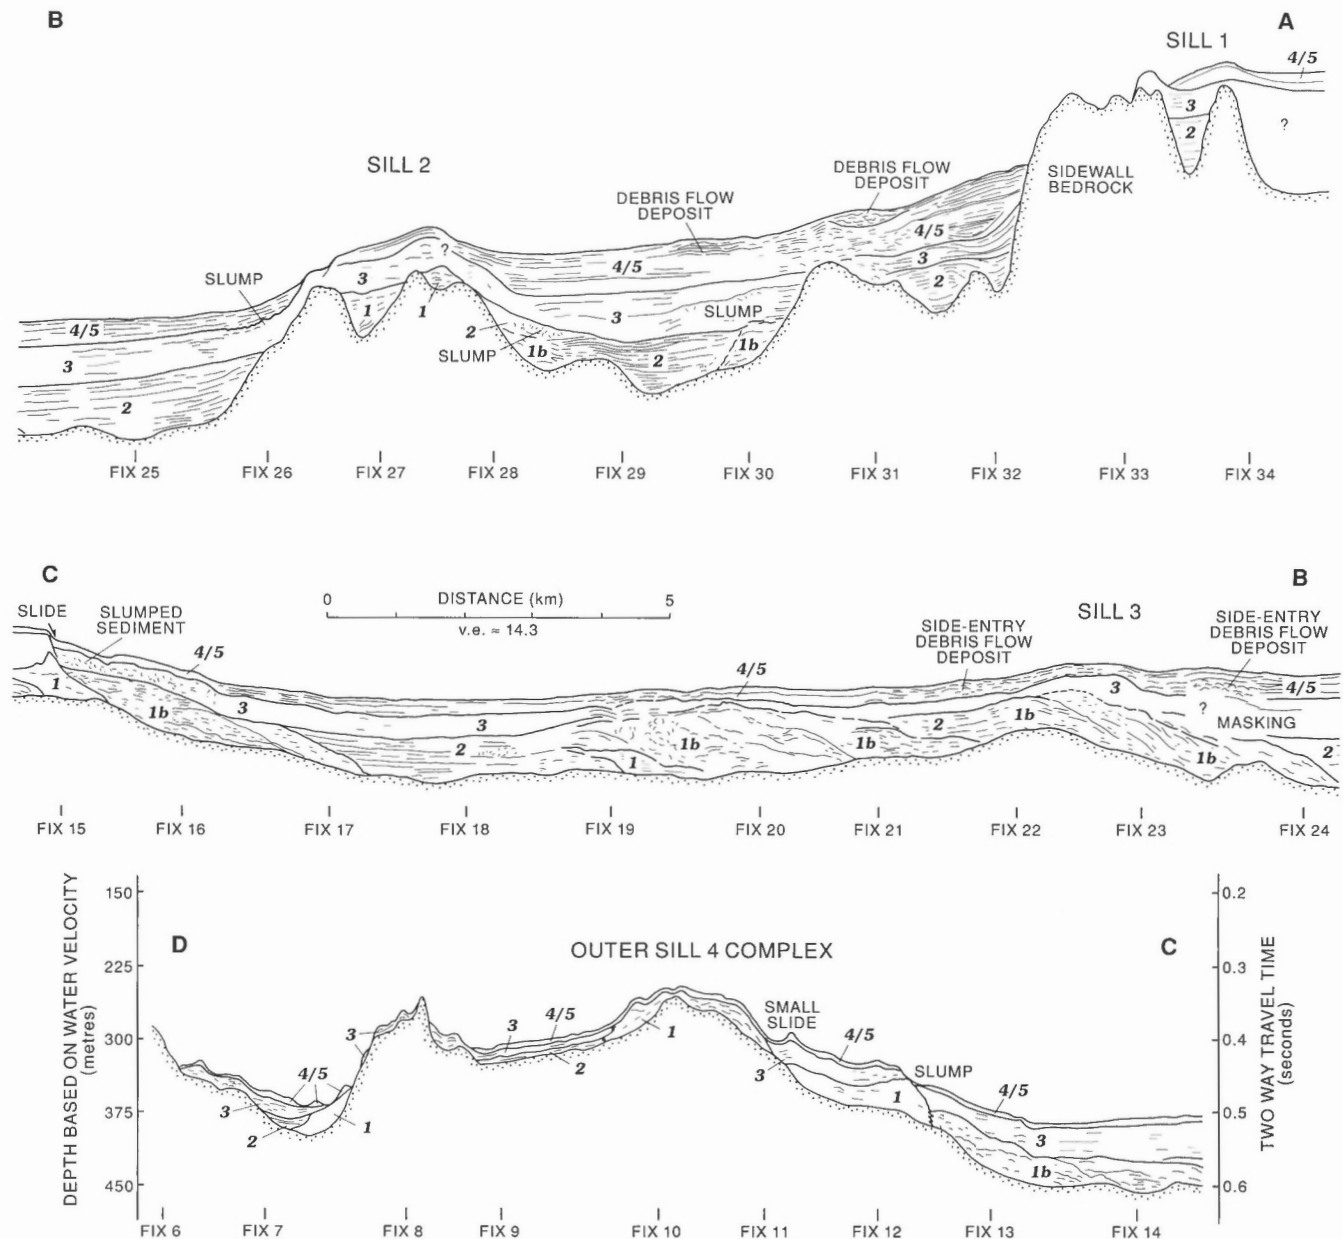 B
A
SILL 1
4/5
3
?
2
SILL 2
DEBRIS FLOW
DEPOSIT
DEBRIS FLOW
DEPOSIT
SIDEWALL
BEDROCK
SLUMP
?
4/5
4/5
3
3
2
4/5
3
1
1
2
SLUMP
1b
3
SLUMP
1b
2
2
FIX 25
FIX 26
FIX 27
FIX 28
FIX 29
FIX 30
FIX 31
FIX 32
FIX 33
FIX 34
C
B
0
DISTANCE (km)
5
v.e. ≈ 14.3
SILL 3
SLIDE
SLUMPED
SEDIMENT
4/5
SIDE-ENTRY
DEBRIS FLOW
DEPOSIT
SIDE-ENTRY
DEBRIS FLOW
DEPOSIT
4/5
1
1b
3
3
2
1
1b
1b
2
1b
3
?
MASKING
4/5
1b
2
FIX 15
FIX 16
FIX 17
FIX 18
FIX 19
FIX 20
FIX 21
FIX 22
FIX 23
FIX 24
DEPTH BASED ON WATER VELOCITY
(metres)
150
225
300
375
450
D
OUTER SILL 4 COMPLEX
C
3
4/5
3
2
1
4/5
3
2
1
SMALL
SLIDE
4/5
3
1
SLUMP
4/5
3
1b
0.2
0.3
0.4
0.5
0.6
TWO WAY TRAVEL TIME
(seconds)
FIX 6
FIX 7
FIX 8
FIX 9
FIX 10
FIX 11
FIX 12
FIX 13
FIX 14